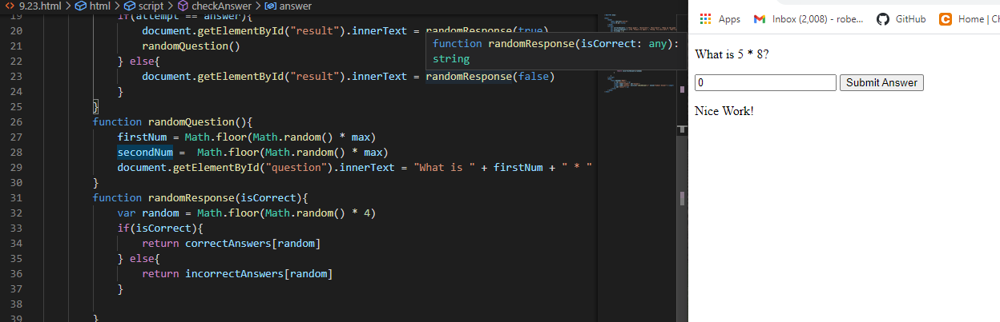 9.23.html > html > script > checkAnswer > answer
19 if(attempt == answer){
20 document.getElementById("result").innerText = randomResponse(true)
21 randomQuestion()
22 } else{
23 document.getElementById("result").innerText = randomResponse(false)
24 }
25 }
26 function randomQuestion(){
27 firstNum = Math.floor(Math.random() * max)
28 secondNum =  Math.floor(Math.random() * max)
29 document.getElementById("question").innerText = "What is " + firstNum + " * "
30 }
31 function randomResponse(isCorrect){
32 var random = Math.floor(Math.random() * 4)
33 if(isCorrect){
34 return correctAnswers[random]
35 } else{
36 return incorrectAnswers[random]
37 }
38
39 }
function randomResponse(isCorrect: any):
string
Apps Inbox (2,008) - robe... GitHub Home | Ch
What is 5 * 8?
0 Submit Answer
Nice Work!